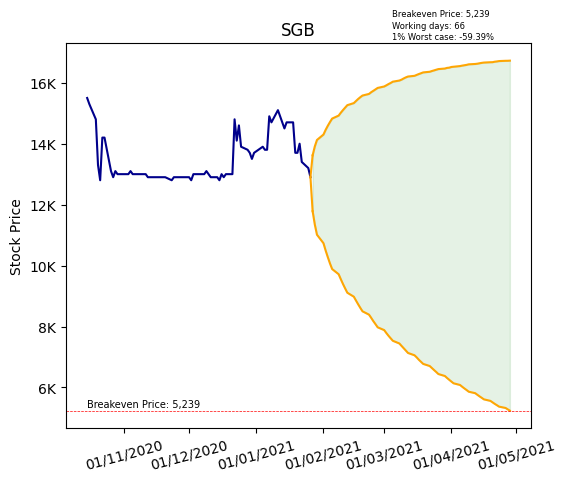 Breakeven Price: 5,239
Working days: 66
1% Worst case: -59.39%
SGB
Stock Price
16K
14K
12K
10K
8K
6K
Breakeven Price: 5,239
01/11/2020
01/12/2020
01/01/2021
01/02/2021
01/03/2021
01/04/2021
01/05/2021